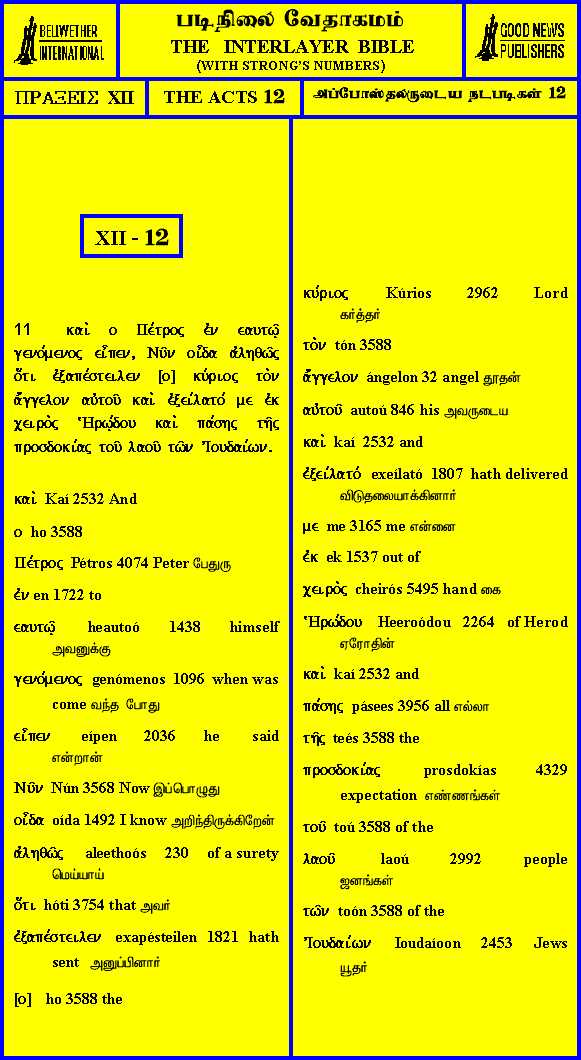 BELLWETHER
INTERNATIONAL
படிநிலை வேதாகமம்
THE INTERLAYER BIBLE
(WITH STRONG'S NUMBERS)
GOOD NEWS
PUBLISHERS
ΠΡΑΞΕΙΣ XII
THE ACTS 12
அப்போஸ்தலருடைய நடபடிகள் 12
XII - 12
11 καὶ ο Πέτρος ἐν εαυτῷ
γενόμενος εἶπεν, Νῦν οἶδα ἀληθῶς
ὅτι ἐξαπέστειλεν [ο] κύριος τὸν
ἄγγελον αὐτοῦ καὶ ἐξείλατό με ἐκ
χειρὸς Ἡρῴδου καὶ πάσης τῆς
προσδοκίας τοῦ λαοῦ τῶν Ἰουδαίων.
καὶ Kaí 2532 And
ο ho 3588
Πέτρος Pétros 4074 Peter பேதுரு
ἐν en 1722 to
εαυτῷ heautoó 1438 himself
அவனுக்கு
γενόμενος genómenos 1096 when was
come வந்த போது
εἶπεν eípen 2036 he said
என்றான்
Νῦν Nún 3568 Now இப்பொழுது
οἶδα oída 1492 I know அறிந்திருக்கிறேன்
ἀληθῶς aleethoós 230 of a surety
மெய்யாய்
ὅτι hóti 3754 that அவர்
ἐξαπέστειλεν exapésteilen 1821 hath
sent அனுப்பினார்
[ο] ho 3588 the
κύριος Kúrios 2962 Lord
கர்த்தர்
τὸν tón 3588
ἄγγελον ángelon 32 angel தூதன்
αὐτοῦ autoú 846 his அவருடைய
καὶ kaí 2532 and
ἐξείλατό exeílató 1807 hath delivered
விடுதலையாக்கினார்
με me 3165 me என்னை
ἐκ ek 1537 out of
χειρὸς cheirós 5495 hand கை
Ἡρῴδου Heeroódou 2264 of Herod
ஏரோதின்
καὶ kaí 2532 and
πάσης pásees 3956 all எல்லா
τῆς teés 3588 the
προσδοκίας prosdokías 4329
expectation எண்ணங்கள்
τοῦ toú 3588 of the
λαοῦ laoú 2992 people
ஜனங்கள்
τῶν toón 3588 of the
Ἰουδαίων Ioudaíoon 2453 Jews
யூதர்